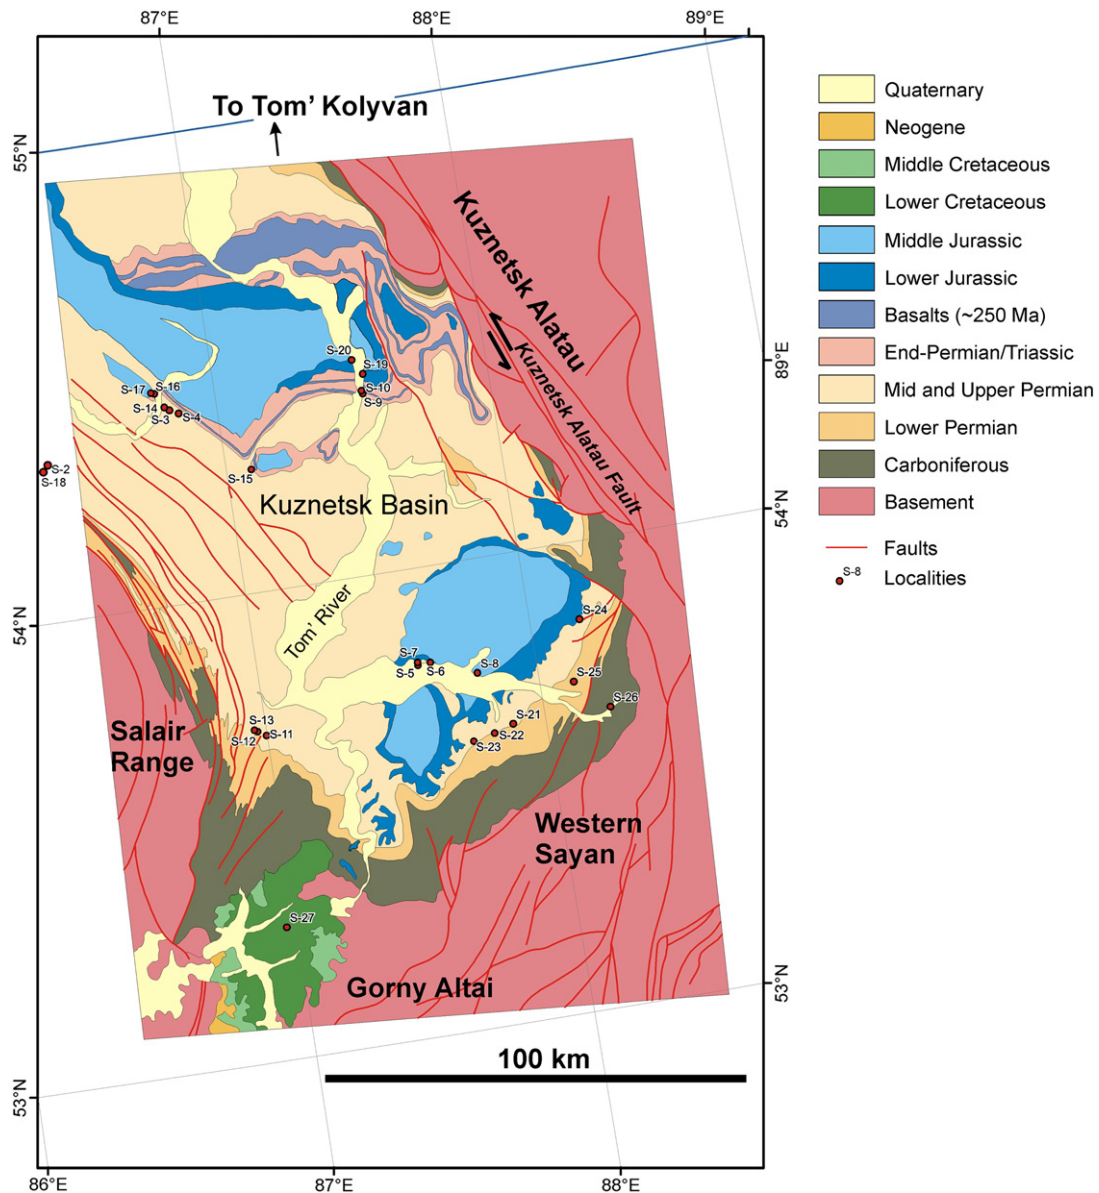 87°E
88°E
89°E
To Tom' Kolyvan
55°N
Kuznetsk Alatau
Kuznetsk Alatau Fault
89°E
S-20
S-19
S-10
S-9
S-17
S-16
S-14
S-3
S-4
S-2
S-18
S-15
Kuznetsk Basin
54°N
54°N
Tom' River
S-24
S-7
S-5
S-6
S-8
S-25
S-26
S-21
S-22
S-23
S-13
S-12
S-11
Salair
Range
Western
Sayan
S-27
Gorny Altai
53°N
100 km
53°N
86°E
87°E
88°E
Quaternary
Neogene
Middle Cretaceous
Lower Cretaceous
Middle Jurassic
Lower Jurassic
Basalts (~250 Ma)
End-Permian/Triassic
Mid and Upper Permian
Lower Permian
Carboniferous
Basement
Faults
S-8
Localities